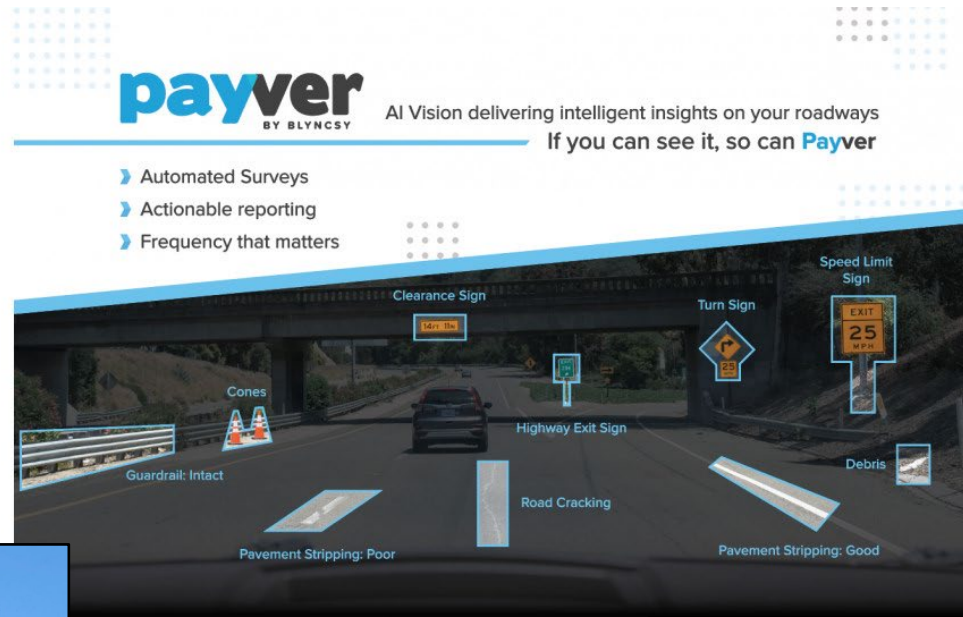 payver
BY BLYNCSY
AI Vision delivering intelligent insights on your roadways
If you can see it, so can Payver
Automated Surveys
Actionable reporting
Frequency that matters
Speed Limit
Sign
Clearance Sign
Turn Sign
14FT 11IN
EXIT
25
MPH
25
Cones
Highway Exit Sign
Guardrail: Intact
Debris
Road Cracking
Pavement Stripping: Poor
Pavement Stripping: Good